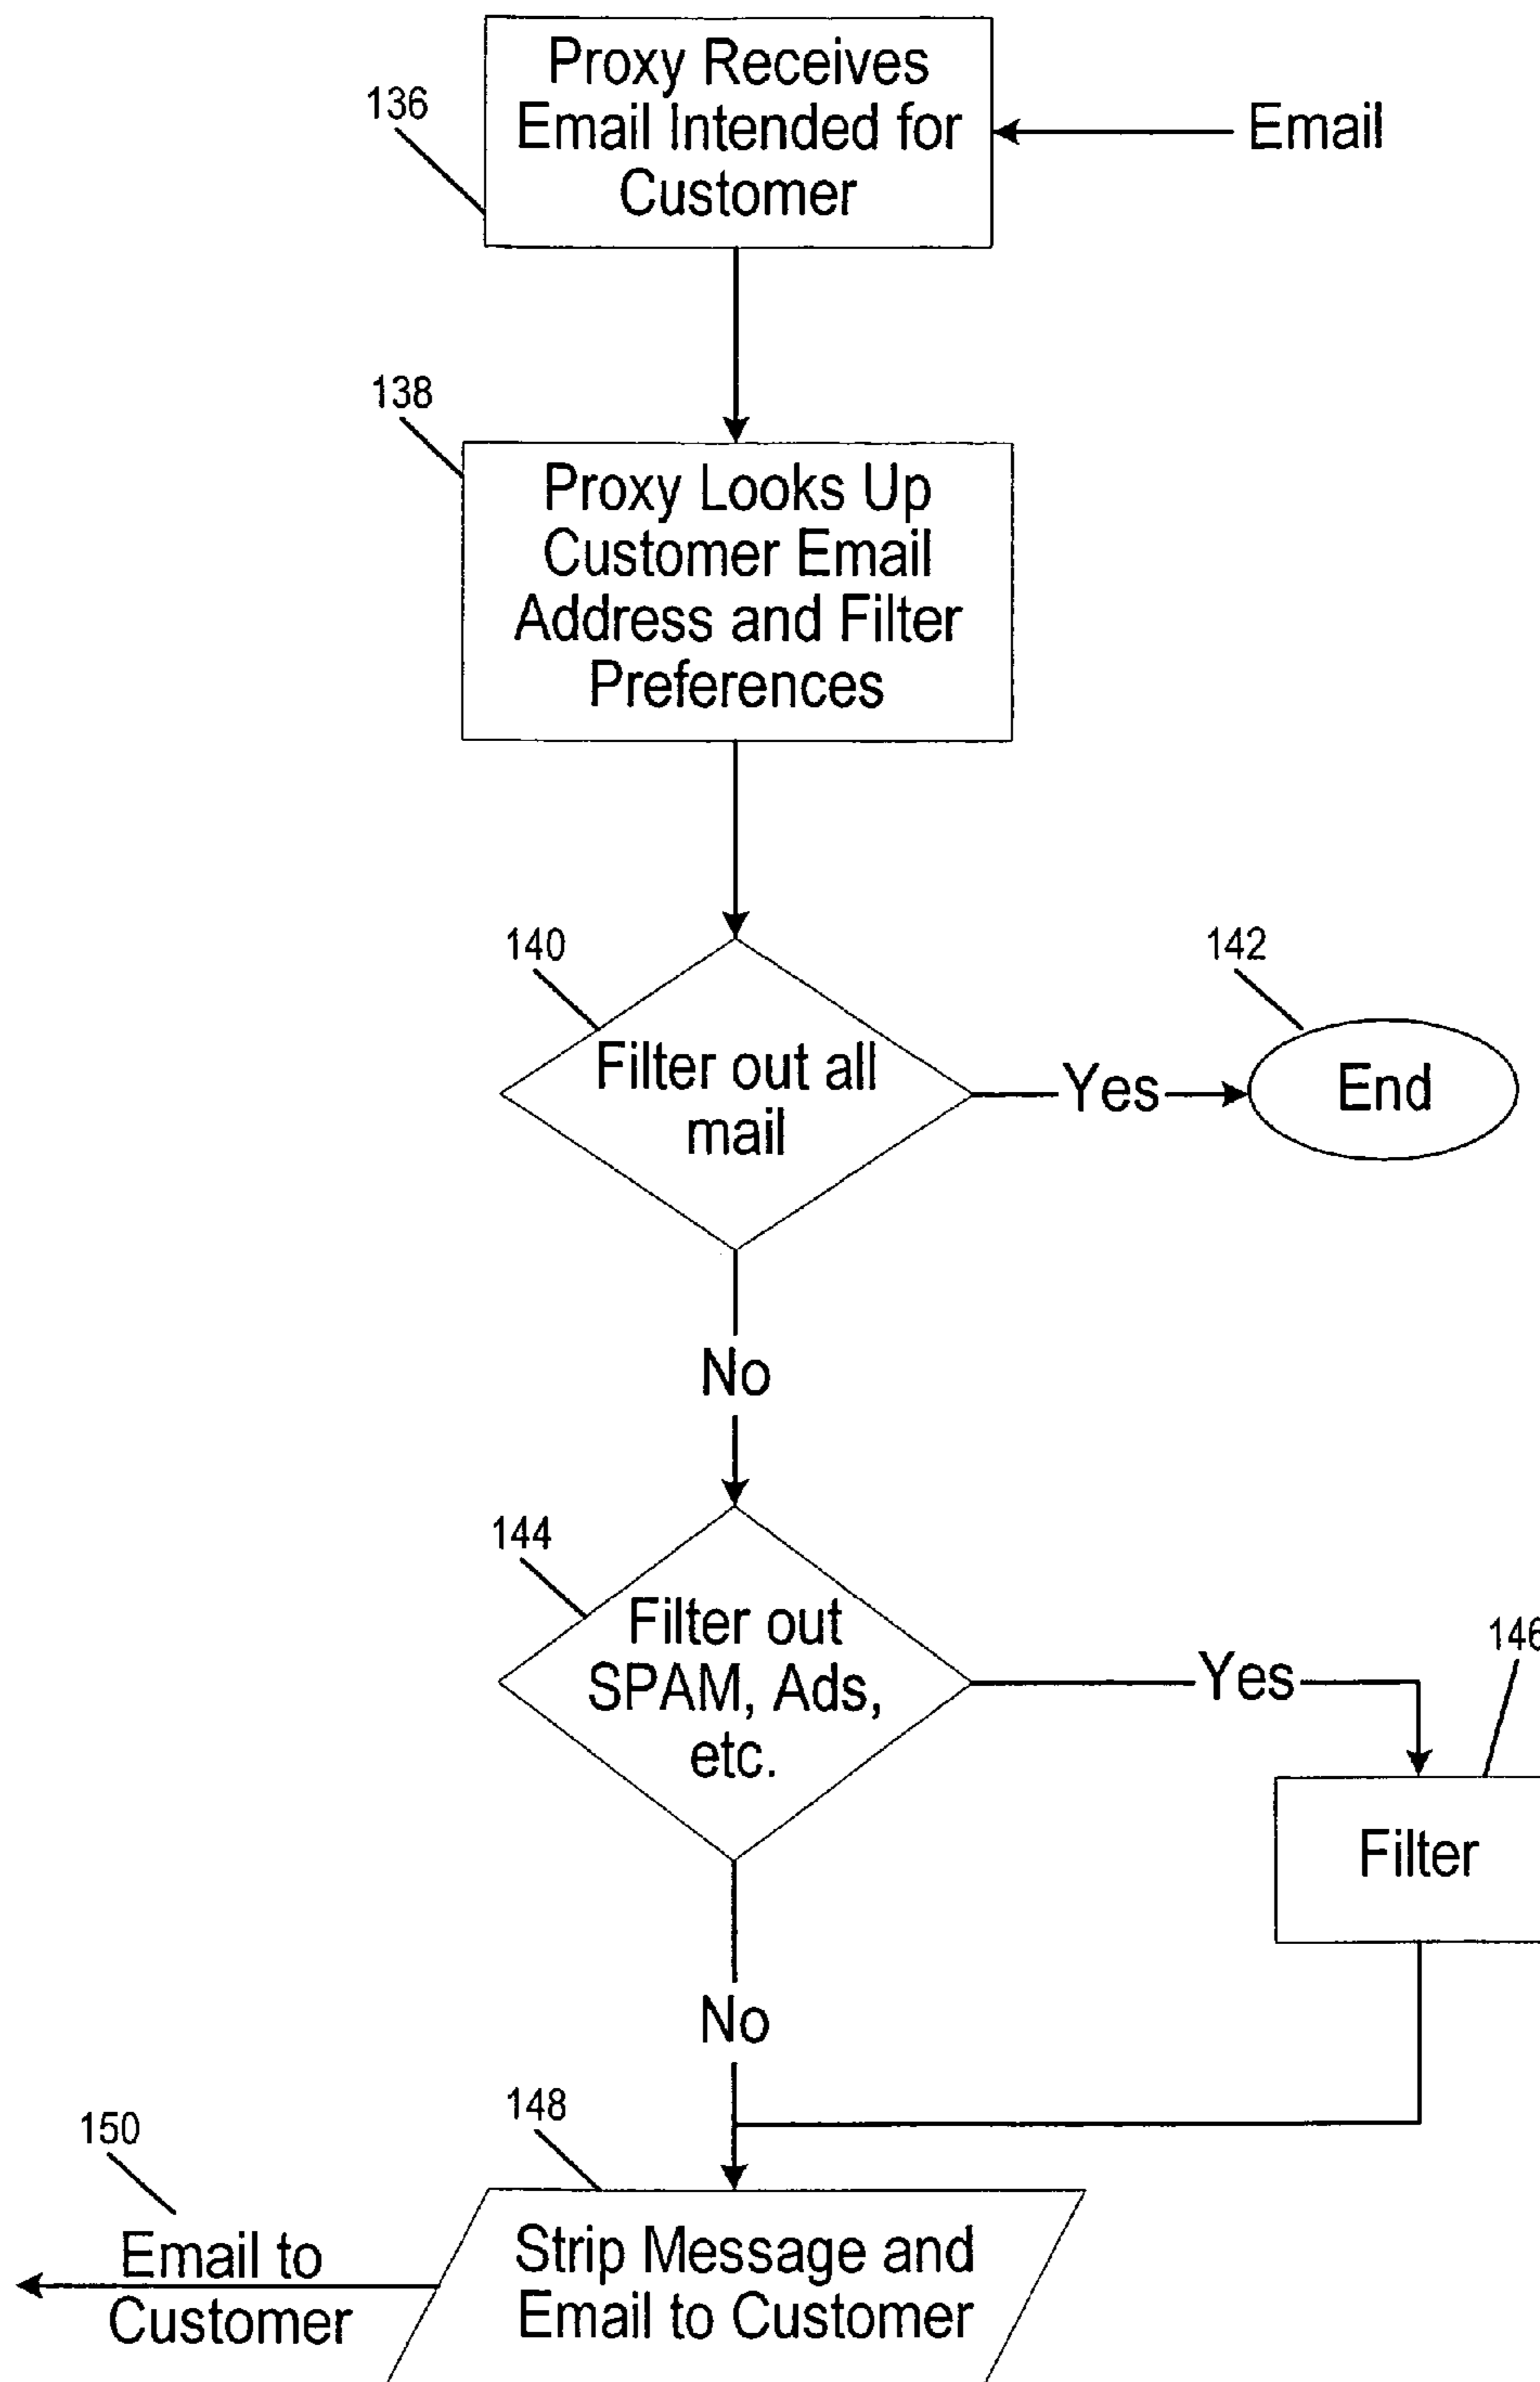 Proxy Receives
Email Intended for
Customer
136
Email
138
Proxy Looks Up
Customer Email
Address and Filter
Preferences
140
142
Filter out all
mail
Yes
End
No
144
Filter out
SPAM, Ads,
etc.
Yes
146
Filter
No
148
150
Strip Message and
Email to Customer
Email to
Customer